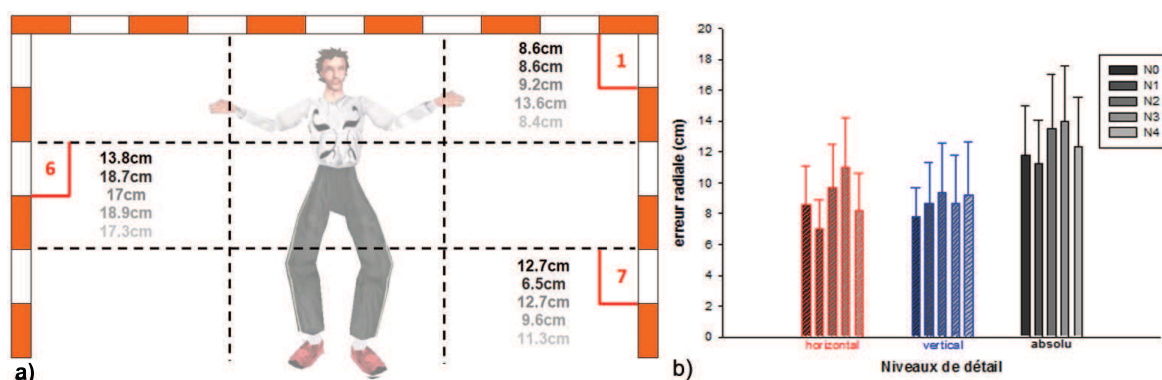 8.6cm
8.6cm
9.2cm
13.6cm
8.4cm
1
6
13.8cm
18.7cm
17cm
18.9cm
17.3cm
12.7cm
6.5cm
12.7cm
9.6cm
11.3cm
7
a)
erreur radiale (cm)
20
18
16
14
12
10
8
6
4
2
0
N0
N1
N2
N3
N4
horizontal vertical absolu
Niveaux de détail
b)